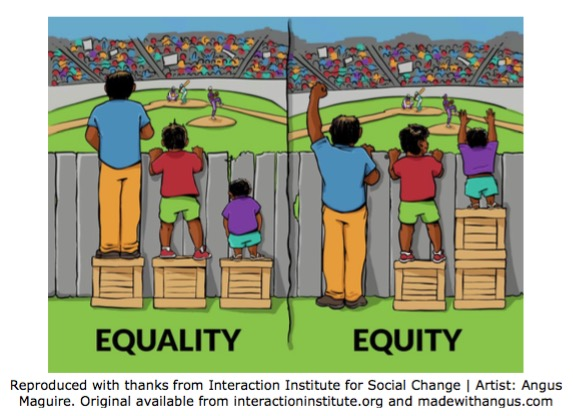 EQUALITY
EQUITY
Reproduced with thanks from Interaction Institute for Social Change | Artist: Angus
Maguire. Original available from interactioninstitute.org and madewithangus.com